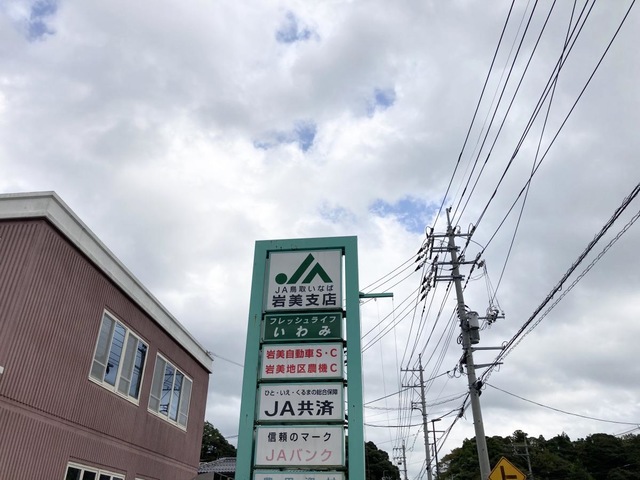 JA鳥取いなば
岩美支店
フレッシュライフ
いわみ
岩美自動車S・C
岩美地区農機C
ひと・いえ・くるまの総合保障
JA共済
信頼のマーク
JAバンク